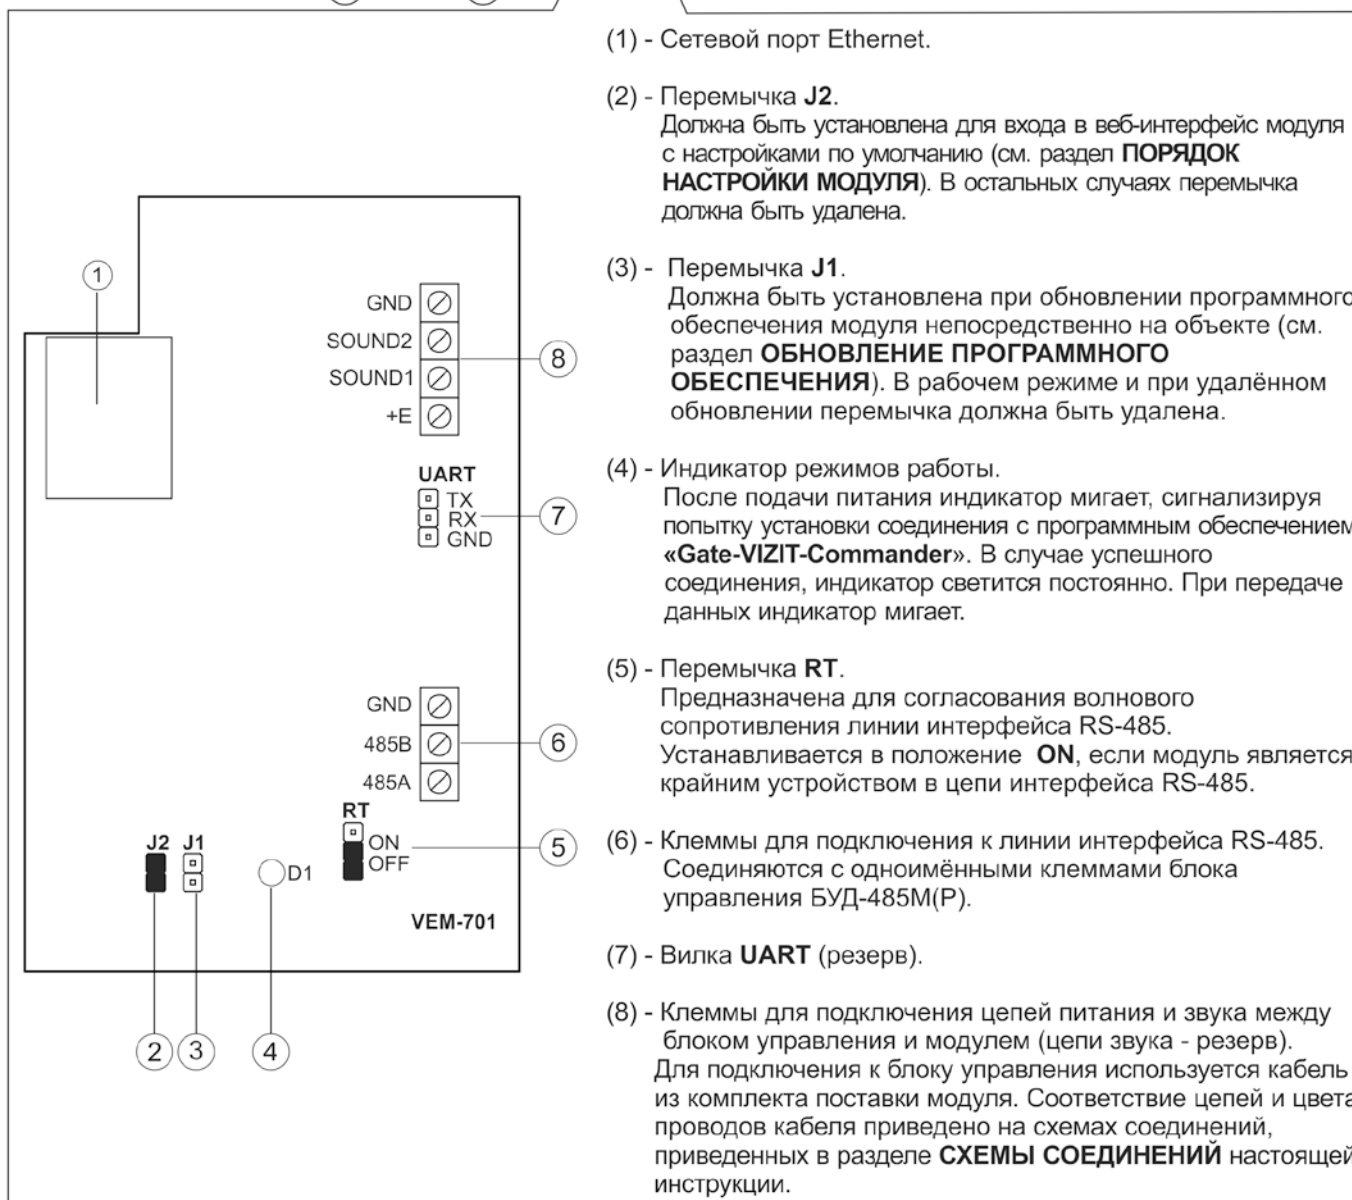 (1) - Сетевой порт Ethernet.
(2) - Перемычка J2.
Должна быть установлена для входа в веб-интерфейс модуля
с настройками по умолчанию (см. раздел ПОРЯДОК
НАСТРОЙКИ МОДУЛЯ). В остальных случаях перемычка
должна быть удалена.
(3) - Перемычка J1.
Должна быть установлена при обновлении программного
обеспечения модуля непосредственно на объекте (см.
раздел ОБНОВЛЕНИЕ ПРОГРАММНОГО
ОБЕСПЕЧЕНИЯ). В рабочем режиме и при удалённом
обновлении перемычка должна быть удалена.
(4) - Индикатор режимов работы.
После подачи питания индикатор мигает, сигнализируя
попытку установки соединения с программным обеспечением
«Gate-VIZIT-Commander». В случае успешного
соединения, индикатор светится постоянно. При передаче
данных индикатор мигает.
(5) - Перемычка RT.
Предназначена для согласования волнового
сопротивления линии интерфейса RS-485.
Устанавливается в положение ON, если модуль является
крайним устройством в цепи интерфейса RS-485.
(6) - Клеммы для подключения к линии интерфейса RS-485.
Соединяются с одноимёнными клеммами блока
управления БУД-485М(Р).
(7) - Вилка UART (резерв).
(8) - Клеммы для подключения цепей питания и звука между
блоком управления и модулем (цепи звука - резерв).
Для подключения к блоку управления используется кабель
из комплекта поставки модуля. Соответствие цепей и цвета
проводов кабеля приведено на схемах соединений,
приведенных в разделе СХЕМЫ СОЕДИНЕНИЙ настоящей
инструкции.
1
GND
SOUND2
SOUND1
+E
8
UART
TX
RX
GND
7
GND
485B
485A
6
RT
ON
OFF
5
J2 J1
D1
VEM-701
2 3 4